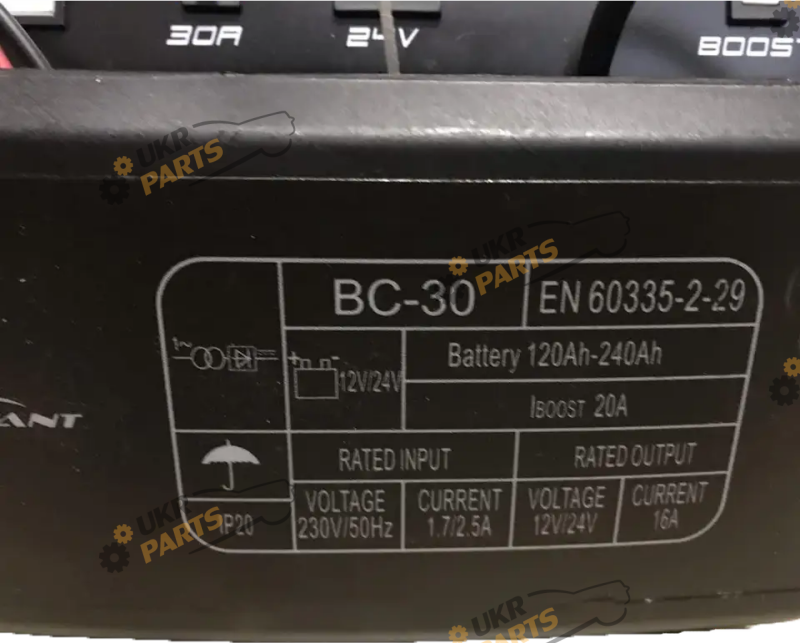 30A 24V BOOST
UKR
PARTS
UKR
PARTS
BC-30 EN 60335-2-29
1~
+ -
12V/24V
Battery 120Ah-240Ah
IBOOST 20A
ANT
RATED INPUT RATED OUTPUT
IP20
VOLTAGE CURRENT VOLTAGE CURRENT
230V/50Hz 1.7/2.5A 12V/24V 16A
UKR
PARTS
UKR
PARTS